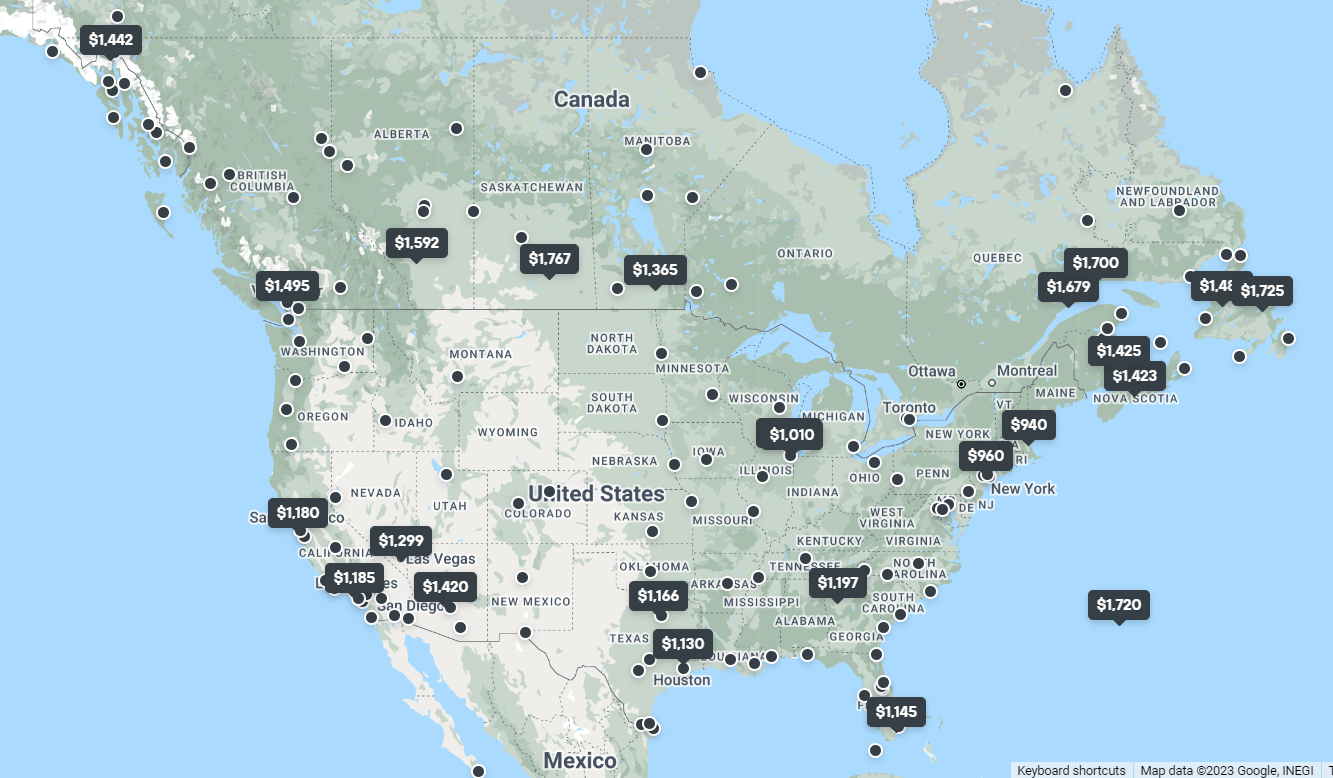 $1,442
Canada
ALBERTA
MANITOBA
BRITISH
COLUMBIA
SASKATCHEWAN
NEWFOUNDLAND
AND LABRADOR
ONTARIO
QUEBEC
$1,592
$1,767
$1,365
$1,700
$1,679
$1,48
$1,725
$1,495
NORTH
DAKOTA
WASHINGTON
MONTANA
MINNESOTA
$1,425
Ottawa
Montreal
$1,423
MAINE
NOVA SCOTIA
SOUTH
DAKOTA
WISCONSIN
MICHIGAN
Toronto
VT
OREGON
IDAHO
WYOMING
$1,010
NEW YORK
$940
IOWA
NEBRASKA
ILLINOIS
$960
RI
OHIO
PENN
NEVADA
UTAH
United States
INDIANA
New York
COLORADO
KANSAS
MISSOURI
WEST
VIRGINIA
DE
NJ
$1,180
CALIFORNIA
$1,299
Las Vegas
KENTUCKY
VIRGINIA
OKLAHOMA
TENNESSEE
NORTH
CAROLINA
$1,185
$1,420
San Diego
NEW MEXICO
$1,166
ARKANSAS
MISSISSIPPI
$1,197
SOUTH
CAROLINA
$1,720
ALABAMA
TEXAS
$1,130
LOUISIANA
GEORGIA
Houston
$1,145
Mexico
Keyboard shortcuts
Map data ©2023 Google, INEGI